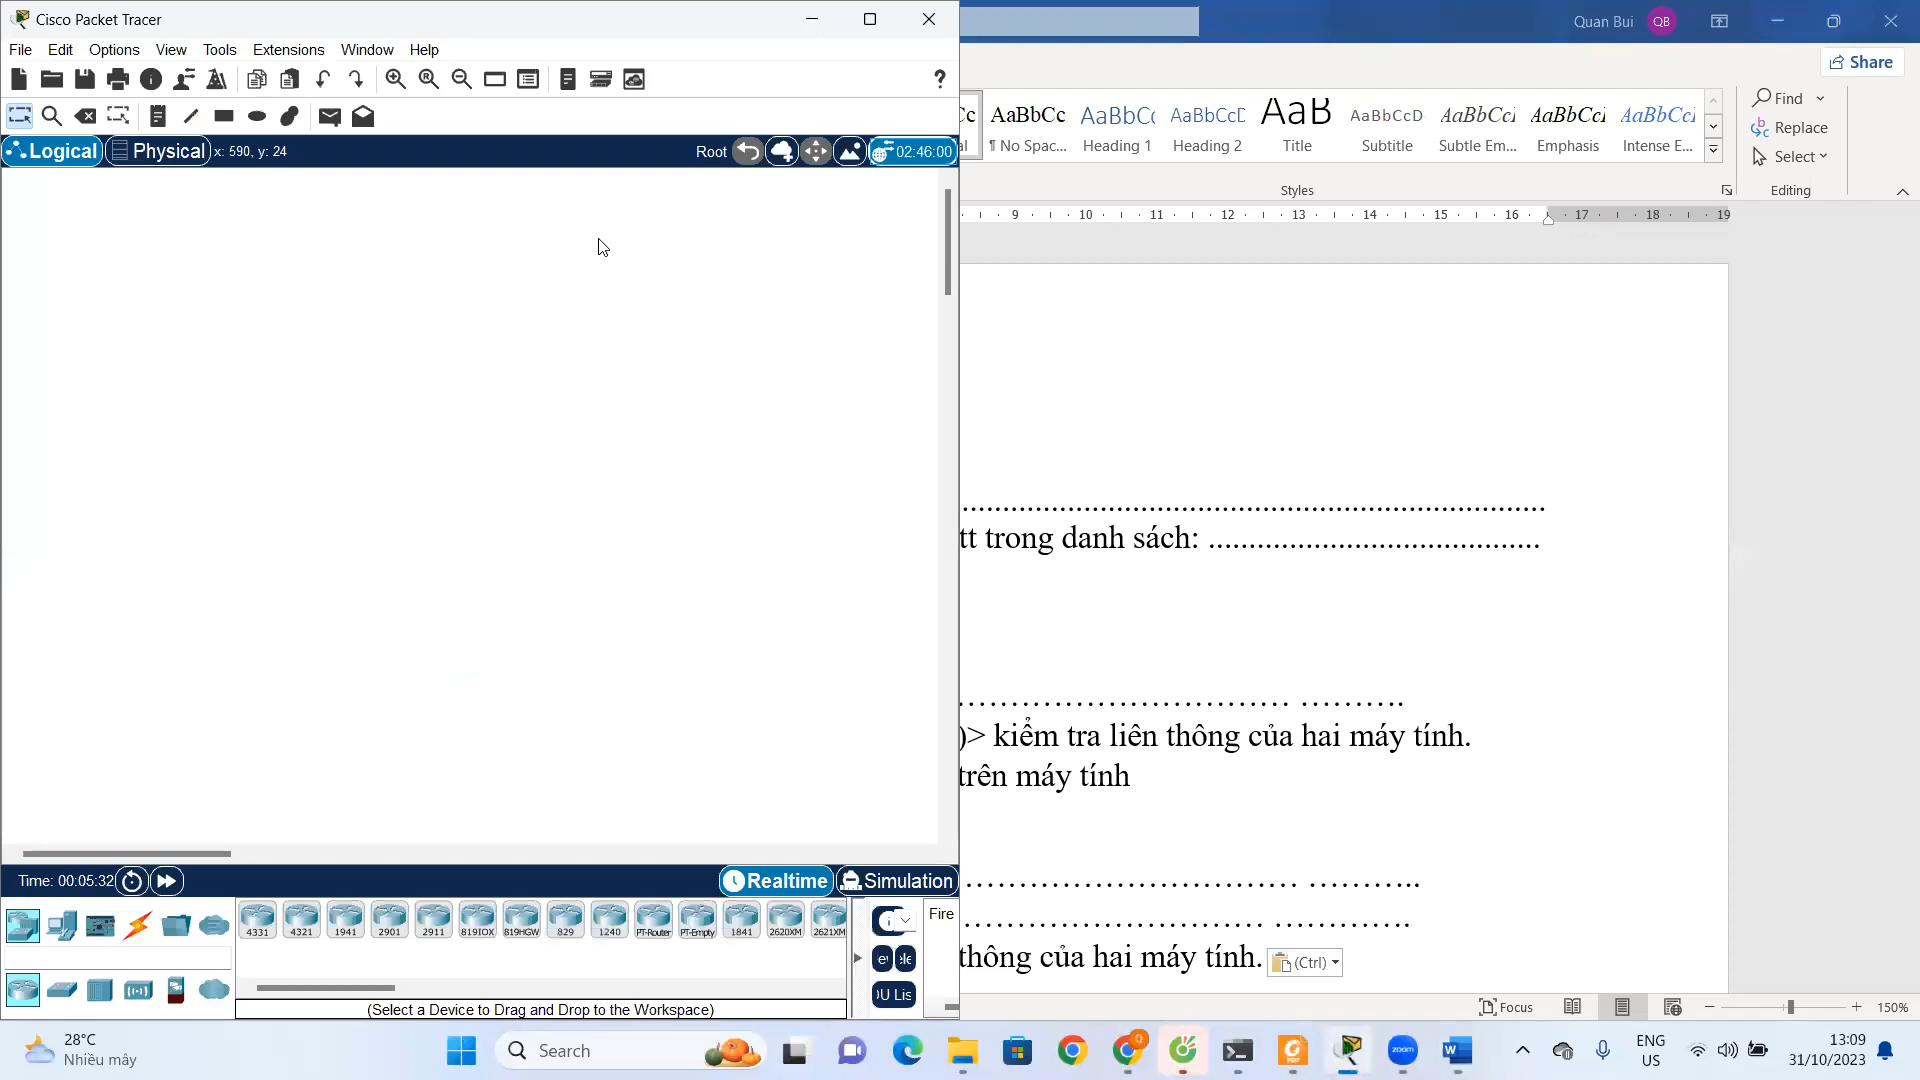 Cisco Packet Tracer
File Edit Options View Tools Extensions Window Help
Logical Physical x: 590, y: 24 Root 02:46:00
Time: 00:05:32 Realtime Simulation
4331 4321 1941 2901 2911 819IOX 819HGW 829 1240 PT-Router PT-Empty 1841 2620XM 2621XM
Fire
(Select a Device to Drag and Drop to the Workspace)
Quan Bui QB
Share
AaBbCc AaBbCc AaBbCcD AaB AaBbCcD AaBbCcI AaBbCcI AaBbCcI
¶ No Spac... Heading 1 Heading 2 Title Subtitle Subtle Em... Emphasis Intense E...
Styles
Find
Replace
Select
Editing
9 10 11 12 13 14 15 16 17 18 19
........................................................................
tt trong danh sách: .........................................
…………………………… ……….
)> kiểm tra liên thông của hai máy tính.
trên máy tính
…………………………… ………..
………………………… ………….
thông của hai máy tính.
(Ctrl)
Focus 150%
28°C
Nhiều mây
Search
zoom
ENG
US
13:09
31/10/2023